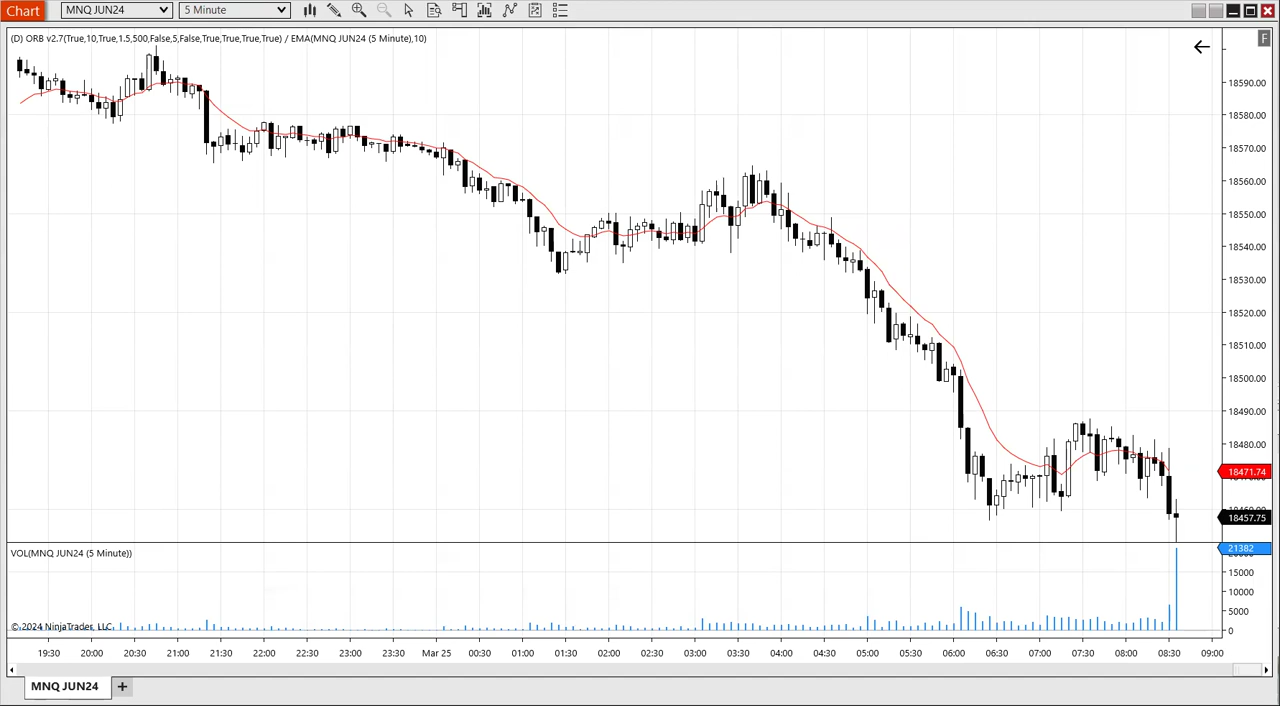 Chart MNQ JUN24 5 Minute
(D) ORB v2.7(True,10,True,1.5,500,False,5,False,True,True,True,True) / EMA(MNQ JUN24 (5 Minute),10)
F
18590.00
18580.00
18570.00
18560.00
18550.00
18540.00
18530.00
18520.00
18510.00
18500.00
18490.00
18480.00
18471.74
18457.75
VOL(MNQ JUN24 (5 Minute))
21382
15000
10000
5000
0
© 2024 NinjaTrader, LLC
19:30 20:00 20:30 21:00 21:30 22:00 22:30 23:00 23:30 Mar 25 00:30 01:00 01:30 02:00 02:30 03:00 03:30 04:00 04:30 05:00 05:30 06:00 06:30 07:00 07:30 08:00 08:30 09:00
MNQ JUN24 +